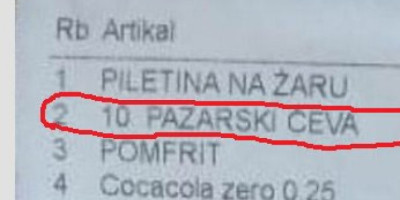 Rb Artikal
1 PILETINA NA ŽARU
2 10 PAZARSKI ĆEVA
3 POMFRIT
4 Cocacola zero 0.25